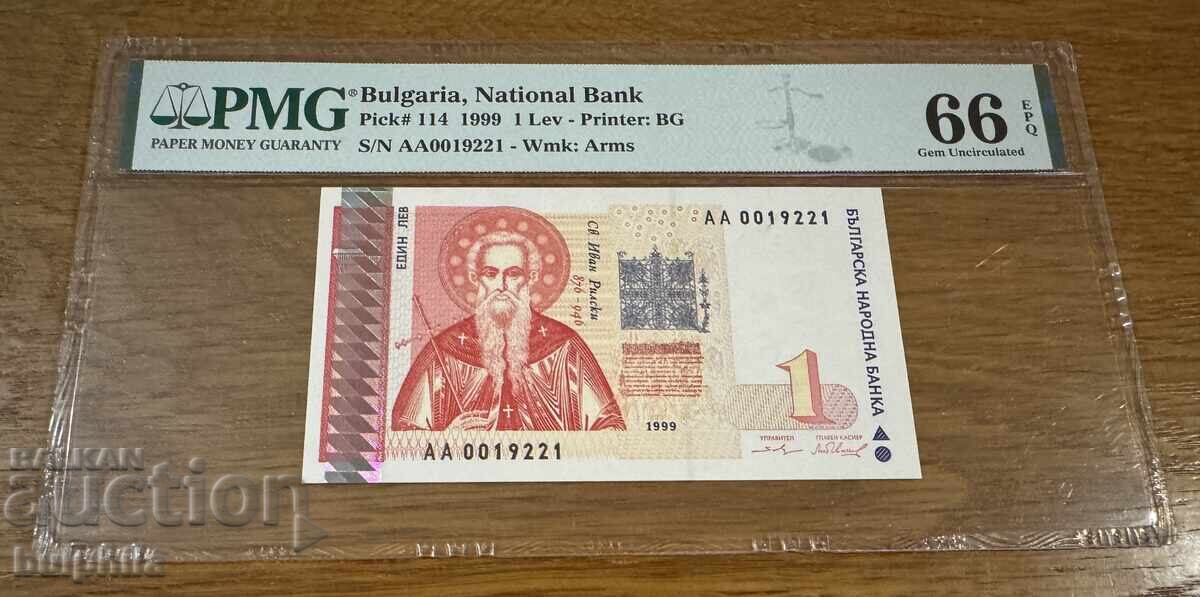 PMG®
PAPER MONEY GUARANTY
Bulgaria, National Bank
Pick# 114 1999 1 Lev - Printer: BG
S/N AA0019221 - Wmk: Arms
66
EPQ
Gem Uncirculated
ЕДИН ЛЕВ
Св. Иван Рилски
876-946
АА 0019221
БЪЛГАРСКА НАРОДНА БАНКА
1
1999
УПРАВИТЕЛ
ГЛАВЕН КАСИЕР
АА 0019221
BALKAN
auction
bulphila